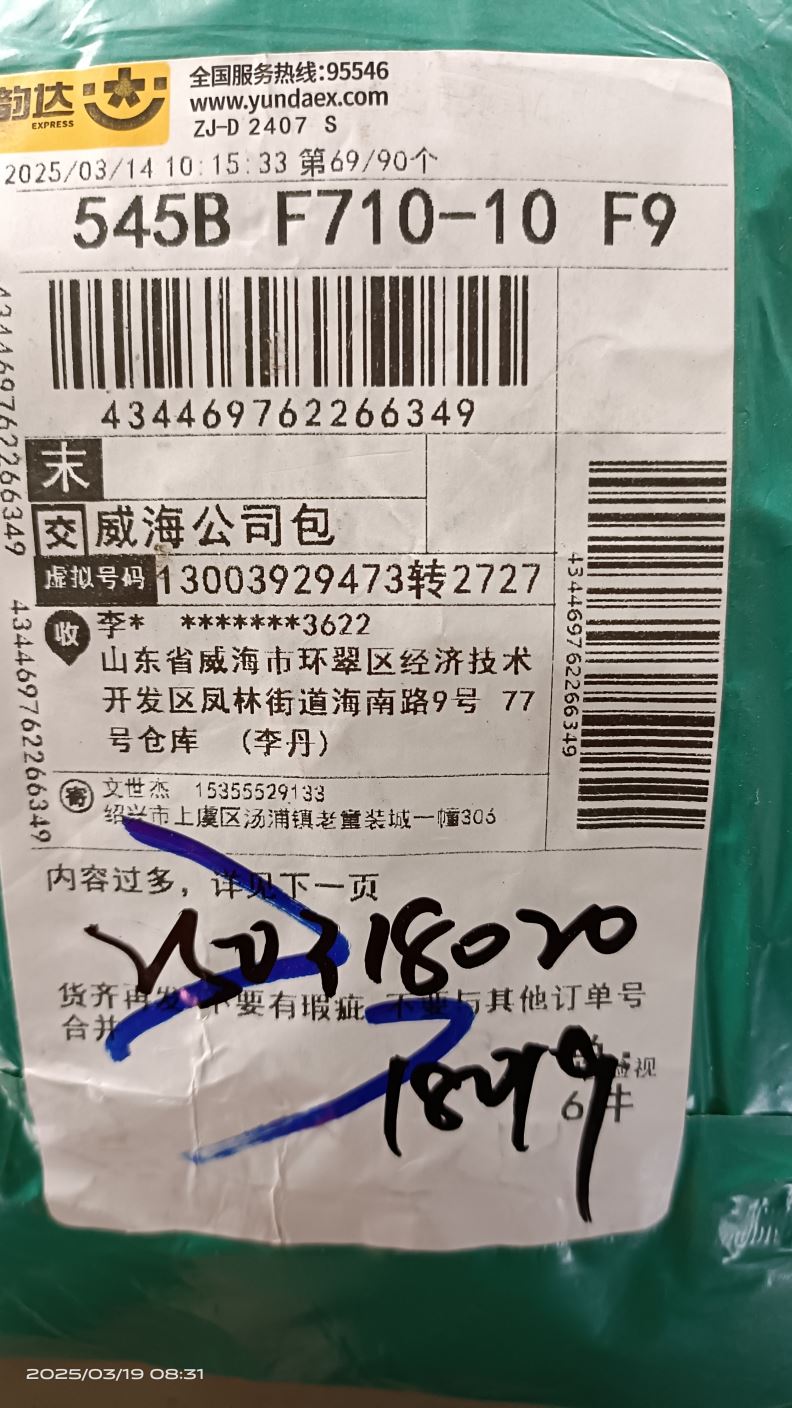 韵达
EXPRESS
全国服务热线:95546
www.yundaex.com
ZJ-D 2407 S
2025/03/14 10:15:33 第69/90个
545B F710-10 F9
434469762266349
434469762266349
末
交 威海公司包
虚拟号码 13003929473转2727
434469762266349
收 李* *******3622
山东省威海市环翠区经济技术
开发区凤林街道海南路9号 77
号仓库 (李丹)
434469762266349
寄 文世杰 15355529133
绍兴市上虞区汤浦镇老童装城一幢306
内容过多，详见下一页
货齐再发 不要有瑕疵 不要与其他订单号
合并
验视
6 牛
2025/03/19 08:31